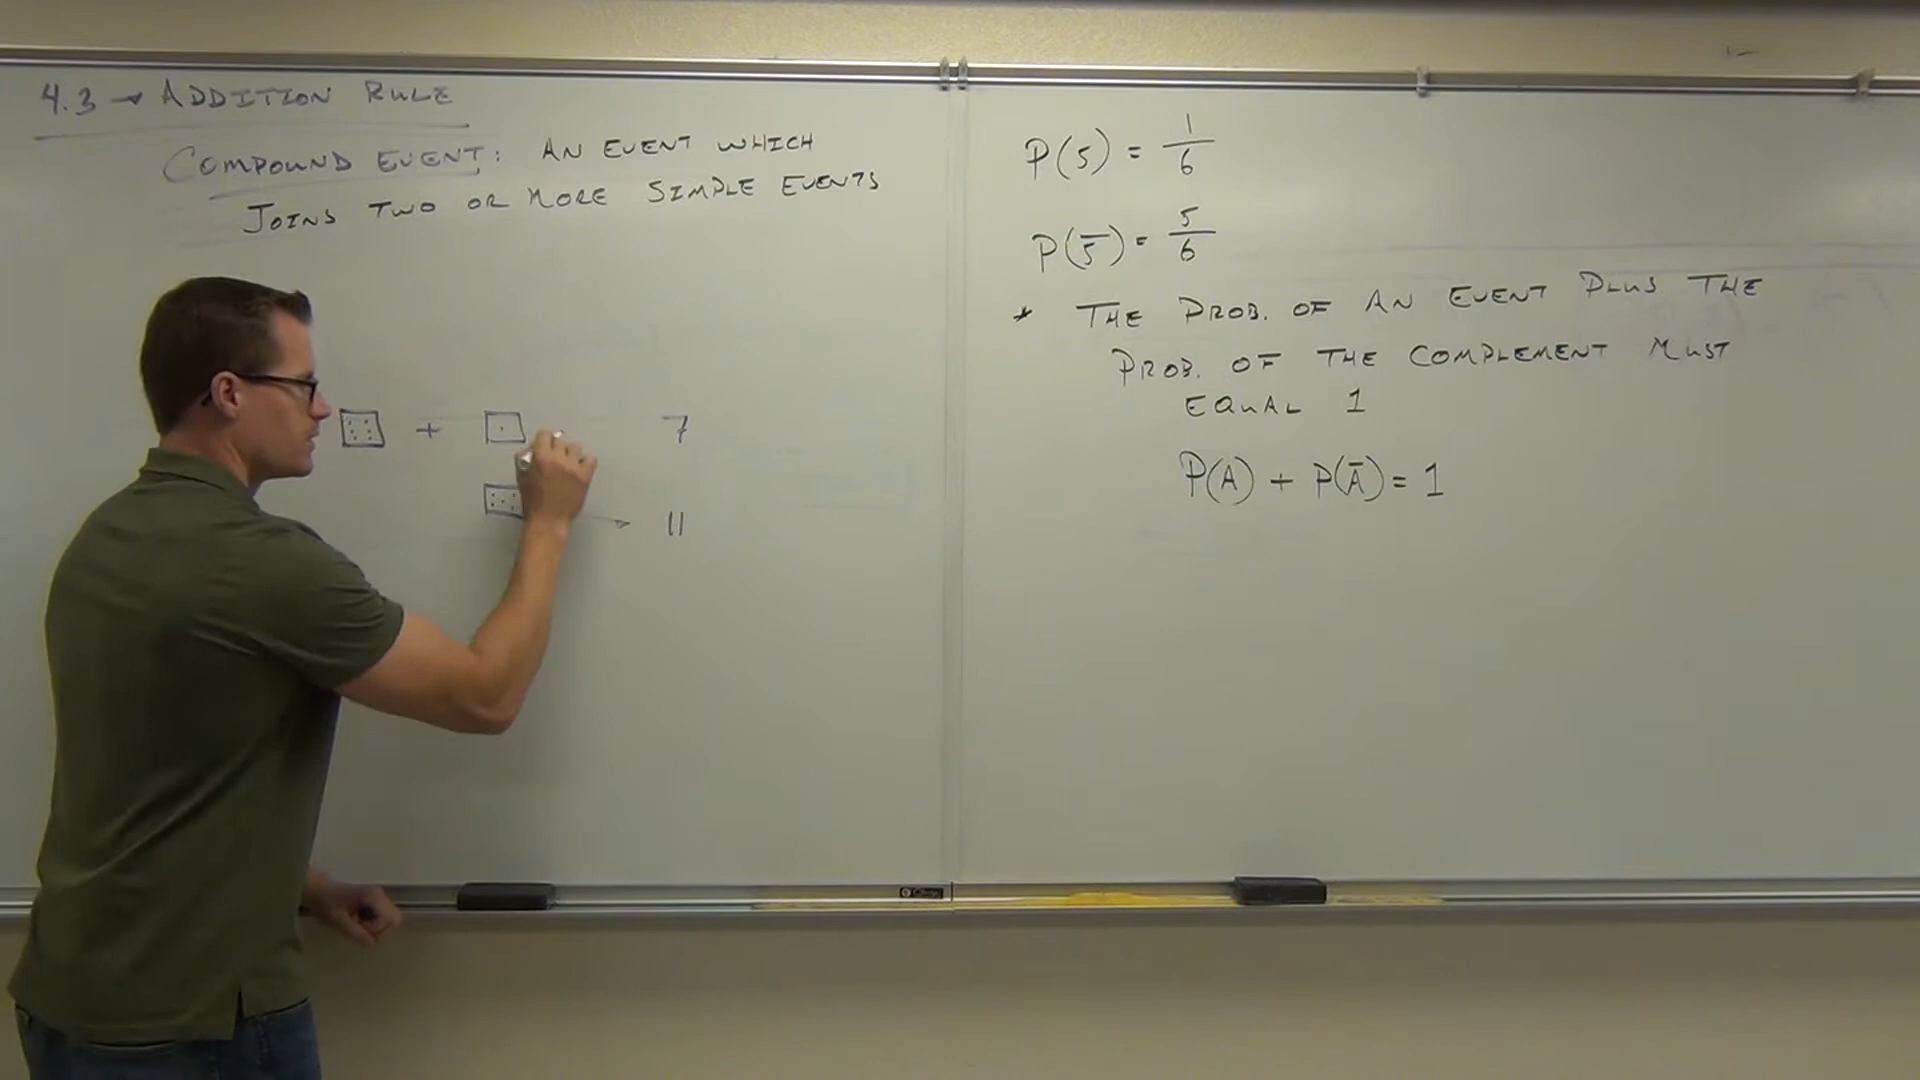 4.3 → ADDITION RULE
COMPOUND EVENT: AN EVENT WHICH
JOINS TWO OR MORE SIMPLE EVENTS
+ 7
→ 11
P(5) = 1/6
P(5̅) = 5/6
* THE PROB. OF AN EVENT PLUS THE
PROB. OF THE COMPLEMENT MUST
EQUAL 1
P(A) + P(A̅) = 1